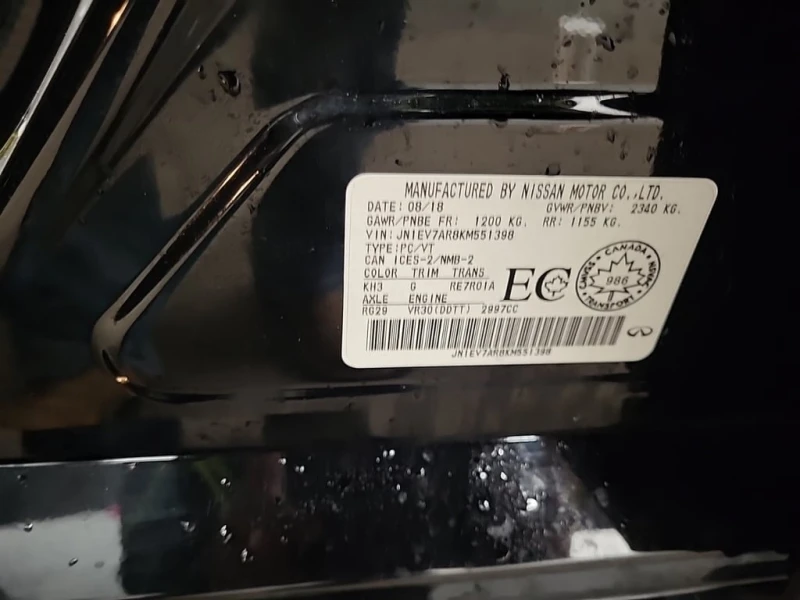 MANUFACTURED BY NISSAN MOTOR CO.,LTD.
DATE: 08/18 GVWR/PNBV: 2340 KG.
GAWR/PNBE FR: 1200 KG. RR: 1155 KG.
VIN: JN1EV7AR8KM551398
TYPE: PC/VT
CAN ICES-2/NMB-2
COLOR TRIM TRANS
KH3 G RE7R01A
AXLE ENGINE
RG29 VR30(DDTT) 2997CC
EC
CANADA
986
TRANSPORT
JN1EV7AR8KM551398